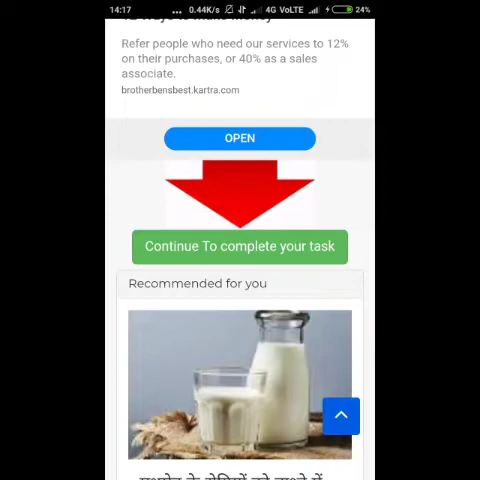 14:17 ... 0.44K/s 4G VoLTE 24%
Refer people who need our services to 12%
on their purchases, or 40% as a sales
associate.
brotherbensbest.kartra.com
OPEN
Continue To complete your task
Recommended for you